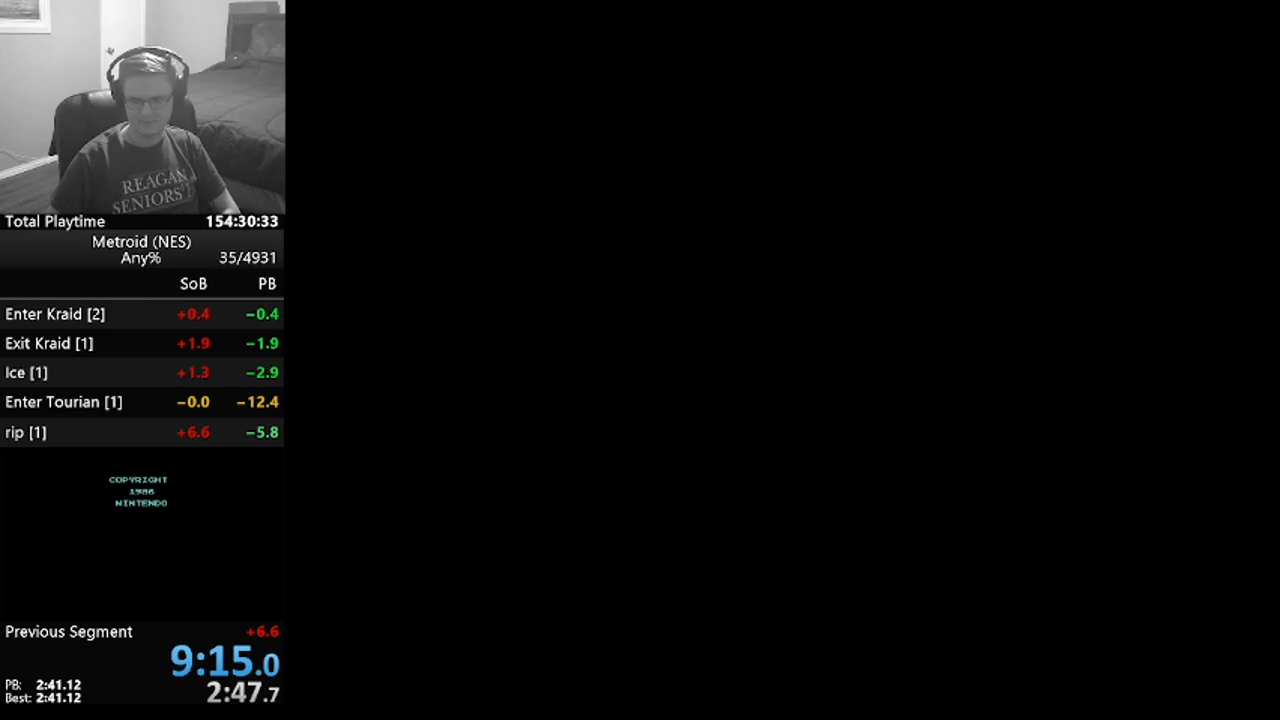 REAGAN
SENIORS
Total Playtime 154:30:33
Metroid (NES)
Any% 35/4931
SoB PB
Enter Kraid [2] +0.4 −0.4
Exit Kraid [1] +1.9 −1.9
Ice [1] +1.3 −2.9
Enter Tourian [1] −0.0 −12.4
rip [1] +6.6 −5.8
COPYRIGHT
1986
NINTENDO
Previous Segment +6.6
9:15.0
PB: 2:41.12
Best: 2:41.12
2:47.7